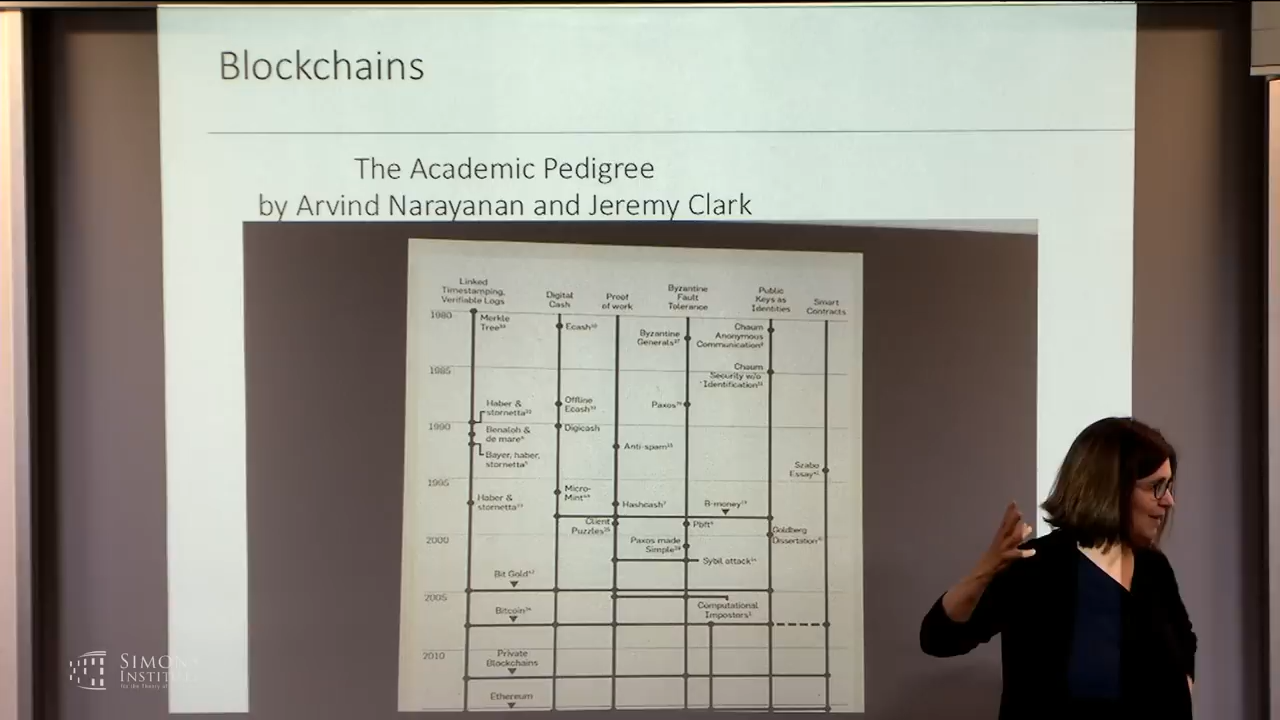 Blockchains
The Academic Pedigree
by Arvind Narayanan and Jeremy Clark
Linked
Timestamping,
Verifiable Logs
Digital
Cash
Proof
of work
Byzantine
Fault
Tolerance
Public
Keys as
Identities
Smart
Contracts
1980
Merkle
Tree
Ecash
Byzantine
Generals
Chaum
Anonymous
Communication
1985
Chaum
Security w/o
Identification
Haber &
stornetta
Offline
Ecash
Paxos
1990
Benaloh &
de mare
Digicash
Bayer, haber,
stornetta
Anti-spam
Szabo
Essay
1995
Haber &
stornetta
Micro-
Mint
Hashcash
B-money
Client
Puzzles
Pbft
Goldberg
Dissertation
2000
Paxos made
Simple
Sybil attack
Bit Gold
2005
Bitcoin
Computational
Impostors
2010
Private
Blockchains
Ethereum
SIMONS
INSTITUTE